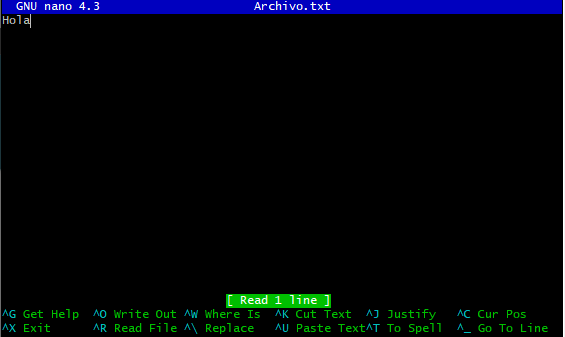 GNU nano 4.3 Archivo.txt
Hola
[ Read 1 line ]
^G Get Help ^O Write Out ^W Where Is ^K Cut Text ^J Justify ^C Cur Pos
^X Exit ^R Read File ^\ Replace ^U Paste Text ^T To Spell ^_ Go To Line